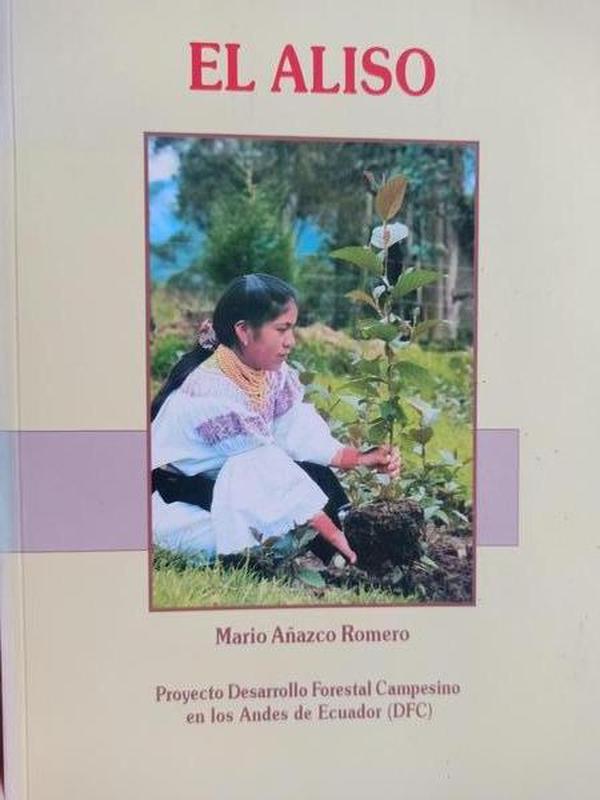 EL ALISO
Mario Añazco Romero
Proyecto Desarrollo Forestal Campesino
en los Andes de Ecuador (DFC)